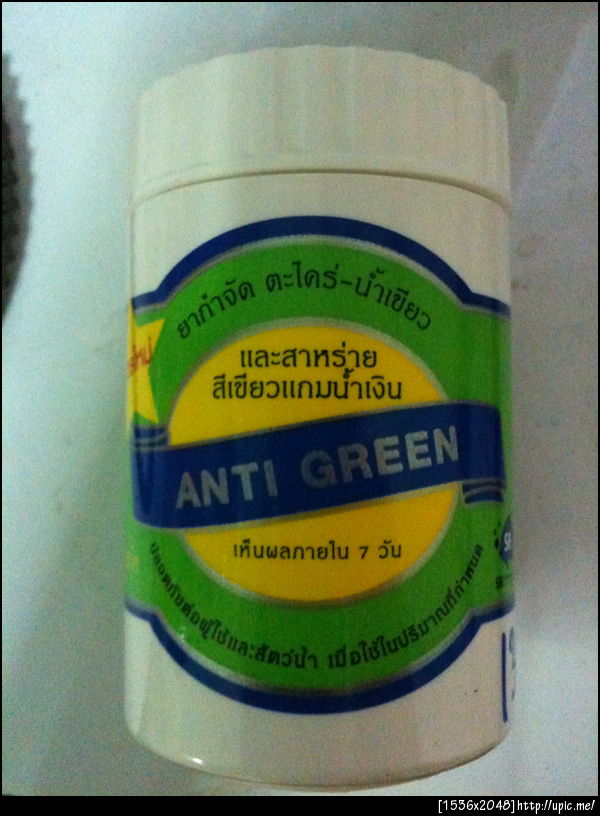 ยากำจัด ตะไคร่-น้ำเขียว
และสาหร่าย
สีเขียวแกมน้ำเงิน
ANTI GREEN
เห็นผลภายใน 7 วัน
ปลอดภัยต่อผู้ใช้และสัตว์น้ำ เมื่อใช้ในปริมาณที่กำหนด
[1536x2048]http://upic.me/